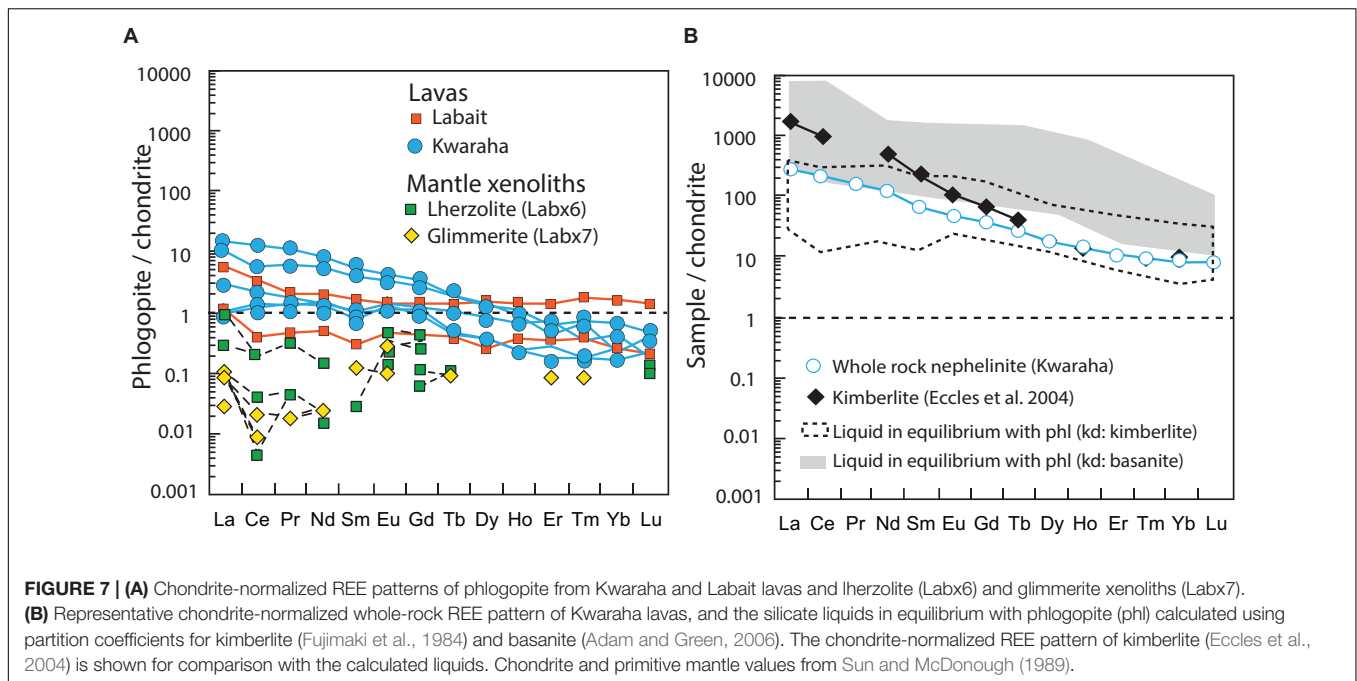 A
10000
1000
100
10
1
0.1
0.01
0.001
Phlogopite / chondrite
Lavas
Labait
Kwaraha
Mantle xenoliths
Lherzolite (Labx6)
Glimmerite (Labx7)
La Ce Pr Nd Sm Eu Gd Tb Dy Ho Er Tm Yb Lu
B
10000
1000
100
10
1
0.1
0.01
0.001
Sample / chondrite
Whole rock nephelinite (Kwaraha)
Kimberlite (Eccles et al. 2004)
Liquid in equilibrium with phl (kd: kimberlite)
Liquid in equilibrium with phl (kd: basanite)
La Ce Pr Nd Sm Eu Gd Tb Dy Ho Er Tm Yb Lu
FIGURE 7 | (A) Chondrite-normalized REE patterns of phlogopite from Kwaraha and Labait lavas and lherzolite (Labx6) and glimmerite xenoliths (Labx7).
(B) Representative chondrite-normalized whole-rock REE pattern of Kwaraha lavas, and the silicate liquids in equilibrium with phlogopite (phl) calculated using
partition coefficients for kimberlite (Fujimaki et al., 1984) and basanite (Adam and Green, 2006). The chondrite-normalized REE pattern of kimberlite (Eccles et al.,
2004) is shown for comparison with the calculated liquids. Chondrite and primitive mantle values from Sun and McDonough (1989).